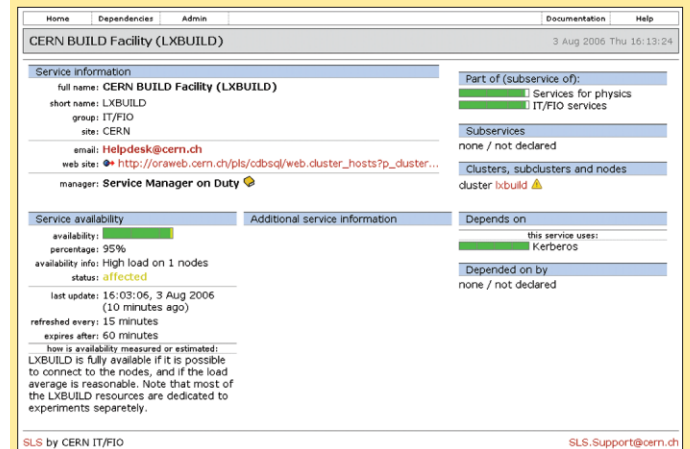 Home Dependencies Admin Documentation Help
CERN BUILD Facility (LXBUILD) 3 Aug 2006 Thu 16:13:24
Service information
full name: CERN BUILD Facility (LXBUILD)
short name: LXBUILD
group: IT/FIO
site: CERN
email: Helpdesk@cern.ch
web site: http://oraweb.cern.ch/pls/cdbsql/web.cluster_hosts?p_cluster...
manager: Service Manager on Duty
Part of (subservice of):
Services for physics
IT/FIO services
Subservices
none / not declared
Clusters, subclusters and nodes
cluster lxbuild
Service availability
availability:
percentage: 95%
availability info: High load on 1 nodes
status: affected
last update: 16:03:06, 3 Aug 2006
(10 minutes ago)
refreshed every: 15 minutes
expires after: 60 minutes
how is availability measured or estimated:
LXBUILD is fully available if it is possible
to connect to the nodes, and if the load
average is reasonable. Note that most of
the LXBUILD resources are dedicated to
experiments separetely.
Additional service information
Depends on
this service uses:
Kerberos
Depended on by
none / not declared
SLS by CERN IT/FIO SLS.Support@cern.ch